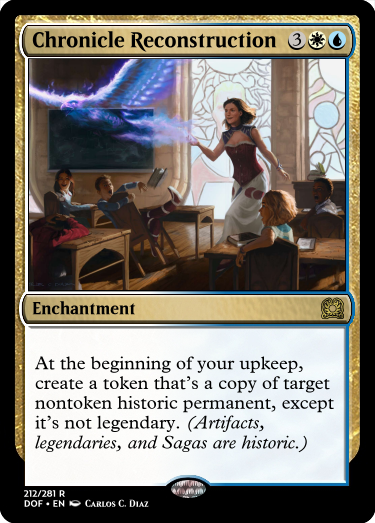 Chronicle Reconstruction 3
Enchantment
At the beginning of your upkeep,
create a token that's a copy of target
nontoken historic permanent, except
it's not legendary. (Artifacts,
legendaries, and Sagas are historic.)
212/281 R
DOF • EN Carlos C. Diaz